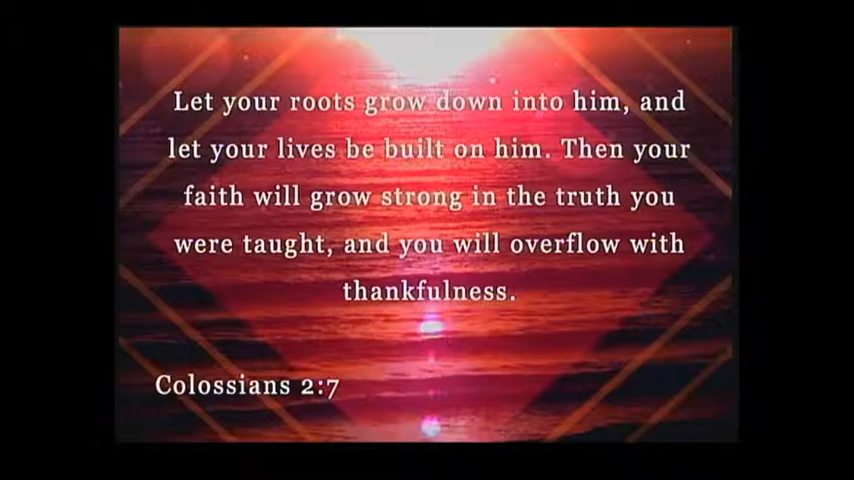 Let your roots grow down into him, and
let your lives be built on him. Then your
faith will grow strong in the truth you
were taught, and you will overflow with
thankfulness.
Colossians 2:7